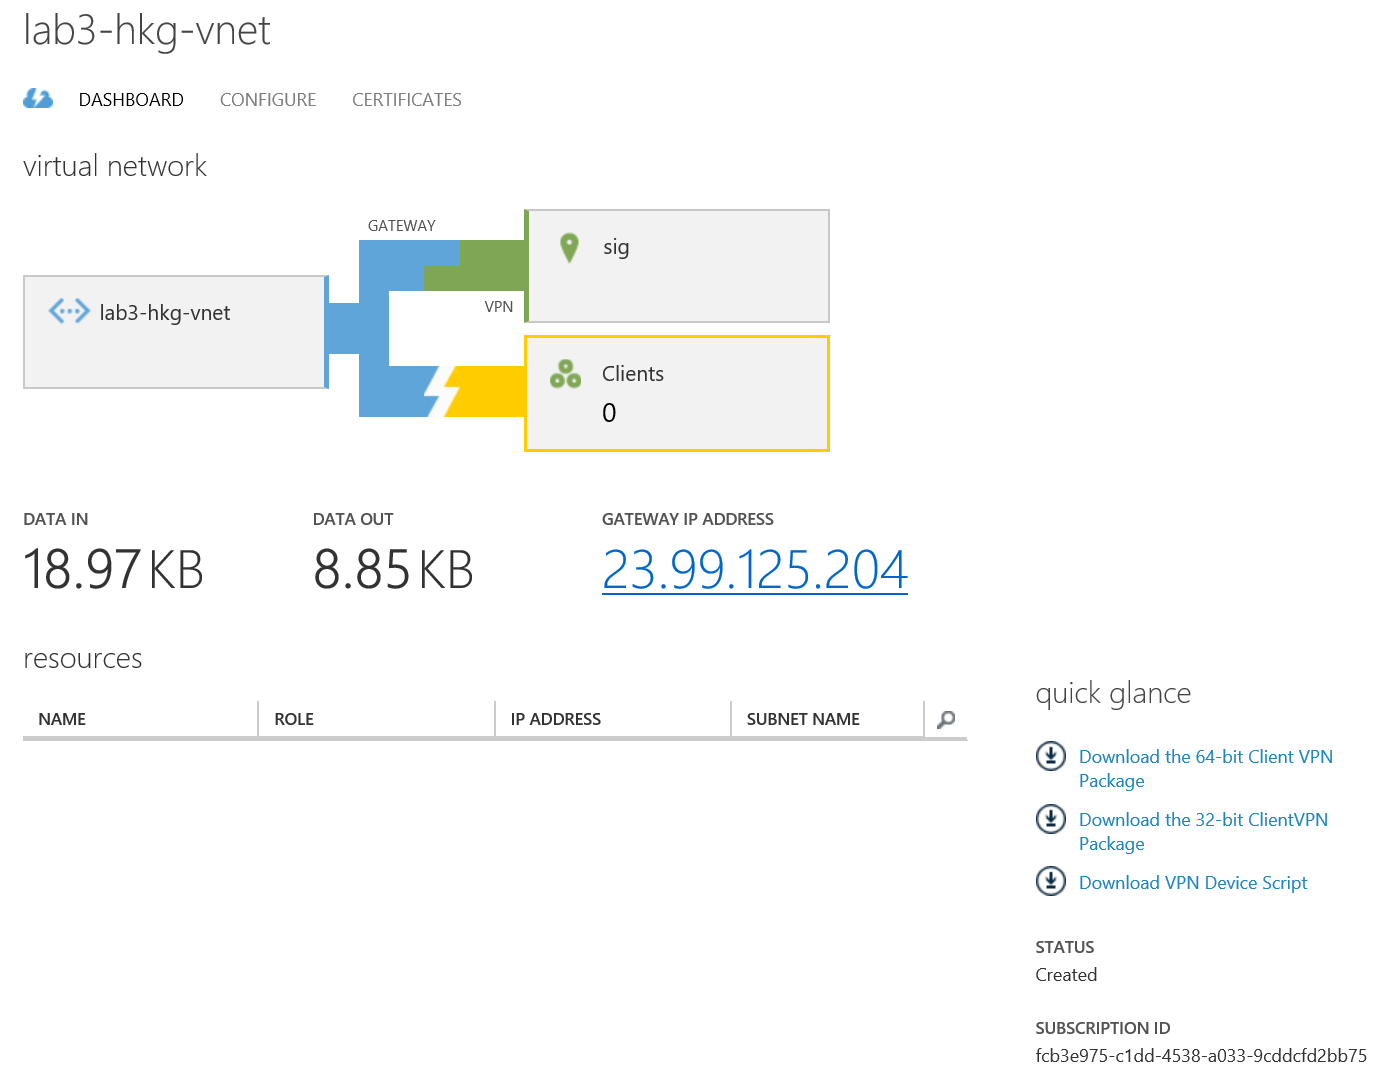 lab3-hkg-vnet
DASHBOARD CONFIGURE CERTIFICATES
virtual network
GATEWAY
sig
lab3-hkg-vnet
VPN
Clients
0
DATA IN DATA OUT GATEWAY IP ADDRESS
18.97 KB 8.85 KB 23.99.125.204
resources
NAME ROLE IP ADDRESS SUBNET NAME
quick glance
Download the 64-bit Client VPN
Package
Download the 32-bit ClientVPN
Package
Download VPN Device Script
STATUS
Created
SUBSCRIPTION ID
fcb3e975-c1dd-4538-a033-9cddcfd2bb75